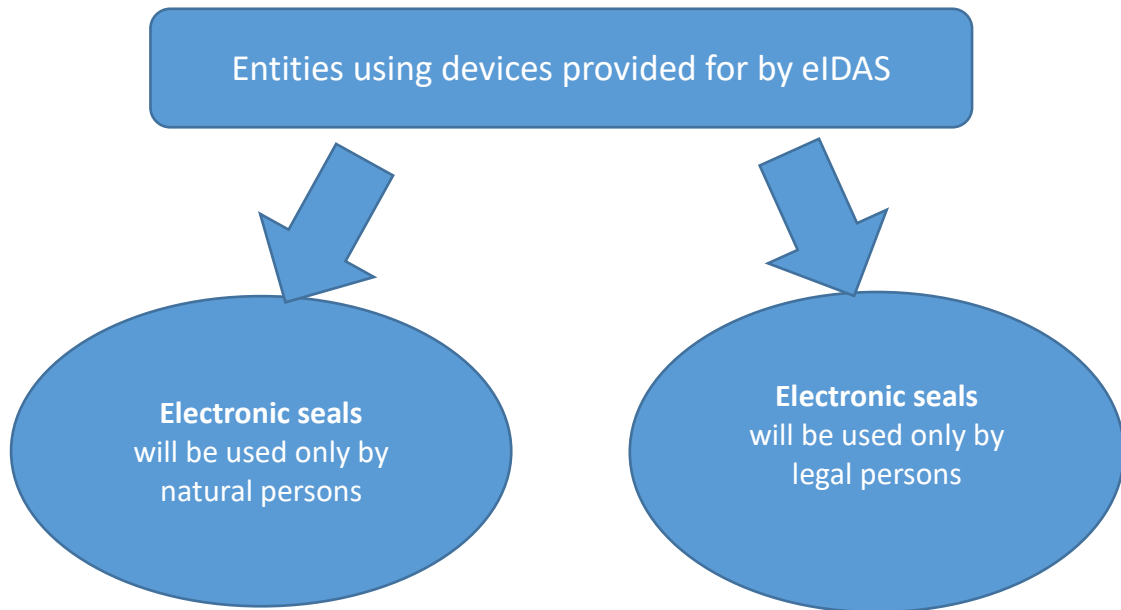 Entities using devices provided for by eIDAS
Electronic seals
will be used only by
natural persons
Electronic seals
will be used only by
legal persons